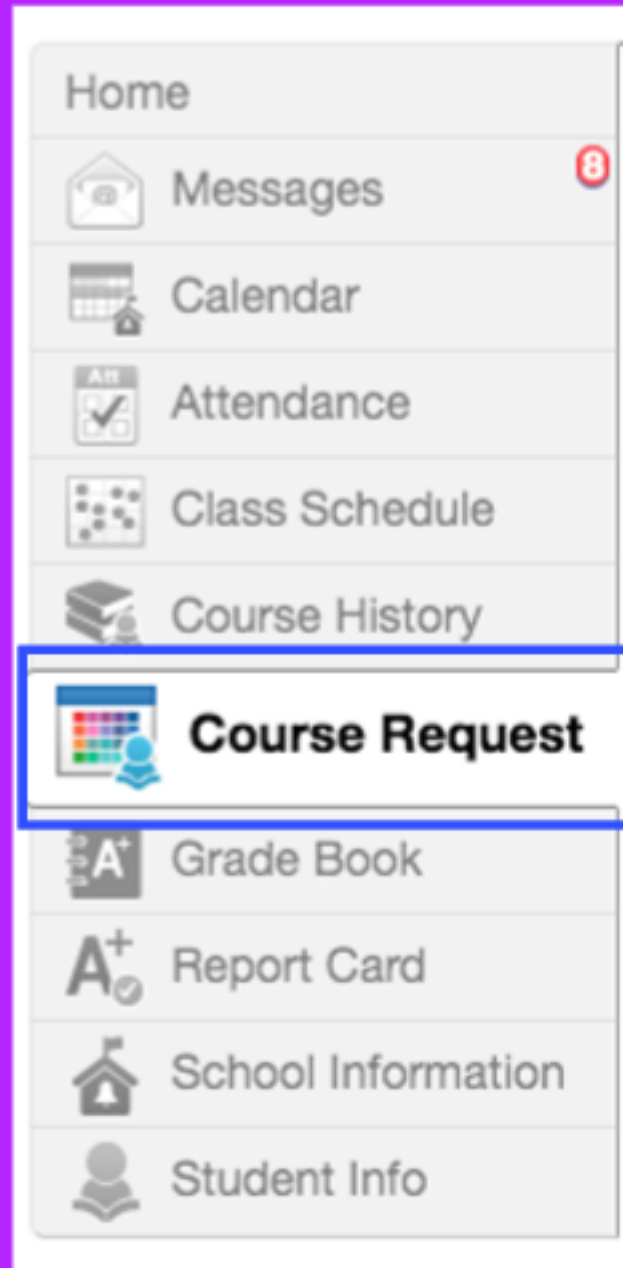 Home
Messages
8
Calendar
Att
Attendance
Class Schedule
Course History
Course Request
A+
Grade Book
A+
Report Card
School Information
Student Info